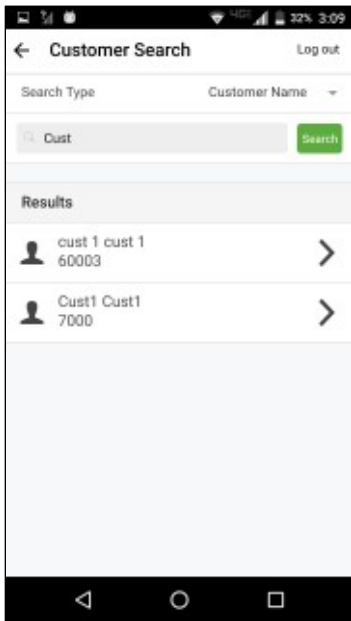 4G 32% 3:09
Customer Search Log out
Search Type Customer Name
Cust Search
Results
cust 1 cust 1
60003
Cust1 Cust1
7000